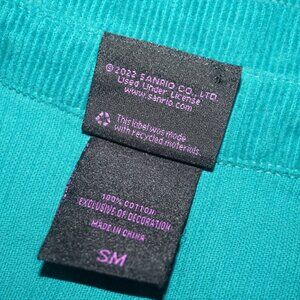 ©2022 SANRIO CO., LTD.
Used Under License
www.sanrio.com
This label was made
with recycled materials.
100% COTTON
EXCLUSIVE OF DECORATION
MADE IN CHINA
SM